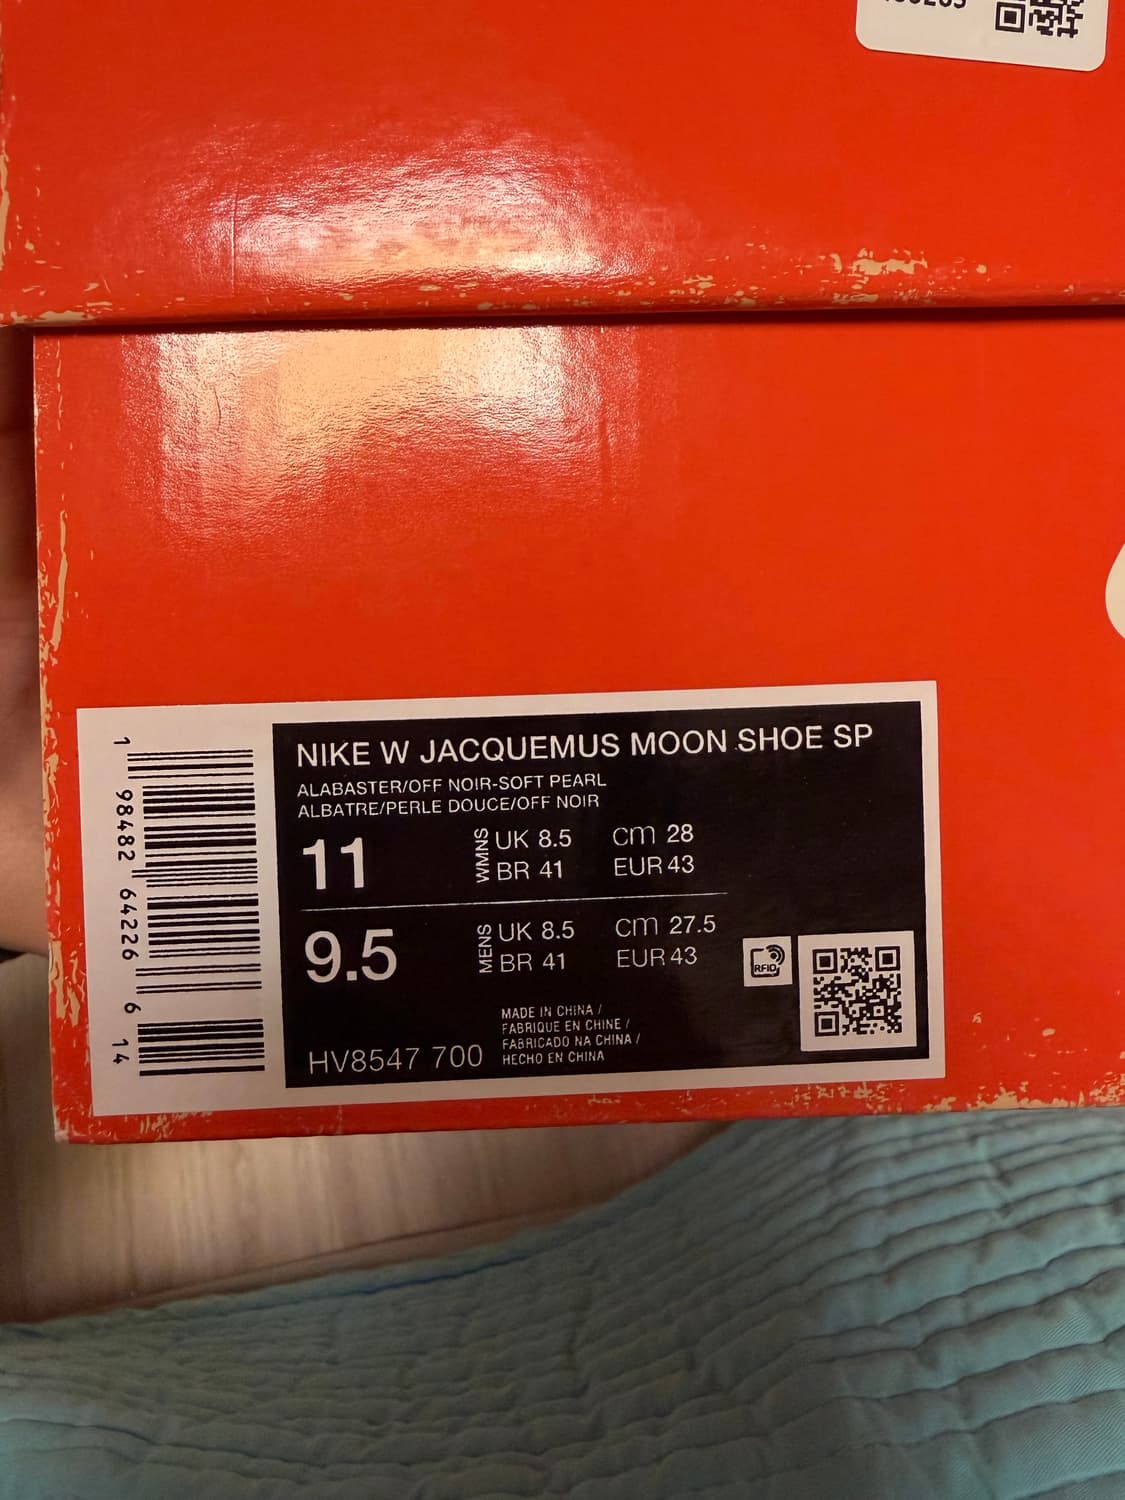 NIKE W JACQUEMUS MOON SHOE SP
ALABASTER/OFF NOIR-SOFT PEARL
ALBATRE/PERLE DOUCE/OFF NOIR
11 WMNS UK 8.5 cm 28
BR 41 EUR 43
9.5 MENS UK 8.5 cm 27.5
BR 41 EUR 43
RFID
MADE IN CHINA /
FABRIQUE EN CHINE /
FABRICADO NA CHINA /
HECHO EN CHINA
HV8547 700
1 98482 64226 6 14